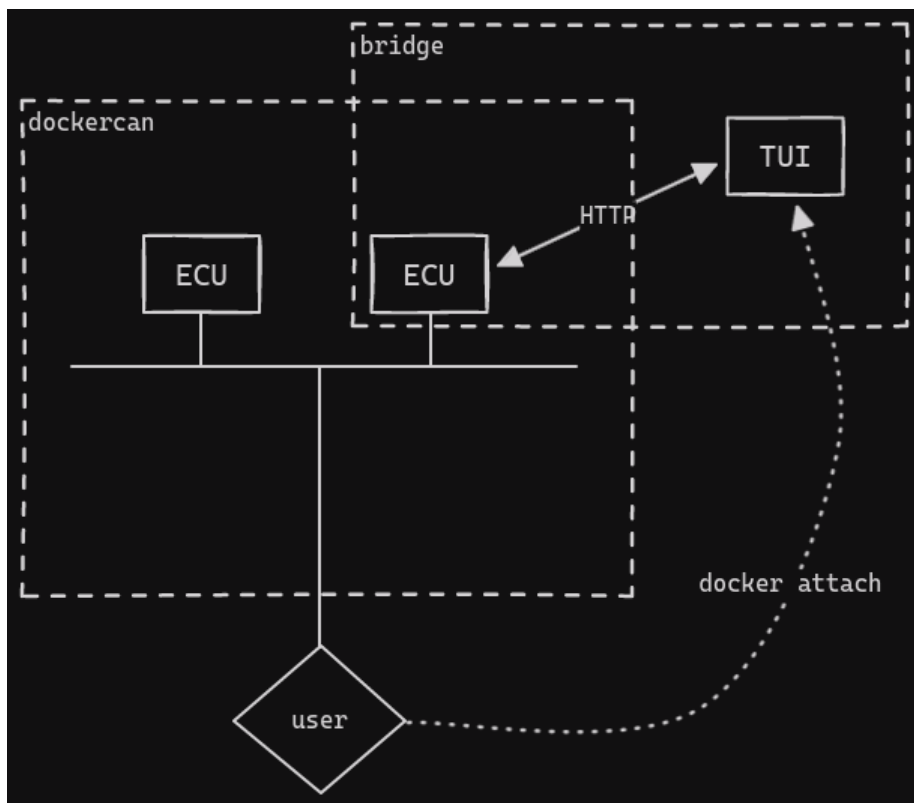 bridge
dockercan
TUI
HTTP
ECU
ECU
docker attach
user